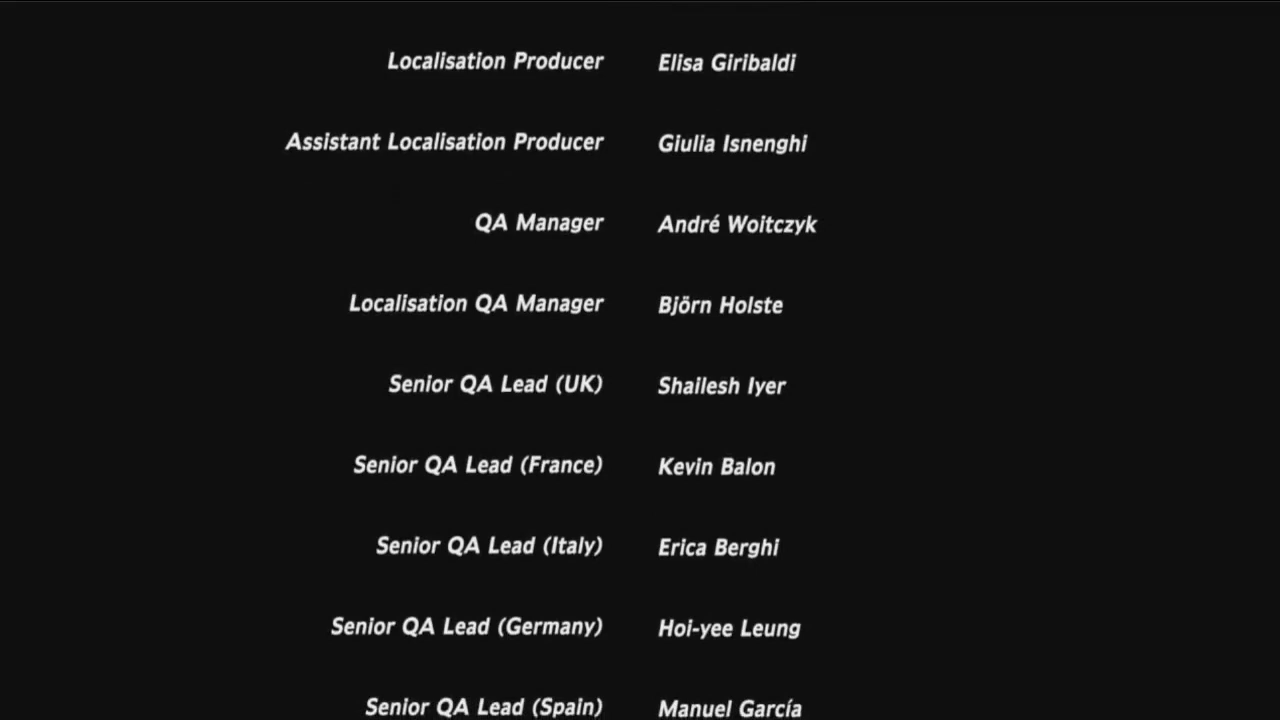 Localisation Producer Elisa Giribaldi
Assistant Localisation Producer Giulia Isnenghi
QA Manager André Woitczyk
Localisation QA Manager Björn Holste
Senior QA Lead (UK) Shailesh Iyer
Senior QA Lead (France) Kevin Balon
Senior QA Lead (Italy) Erica Berghi
Senior QA Lead (Germany) Hoi-yee Leung
Senior QA Lead (Spain) Manuel García